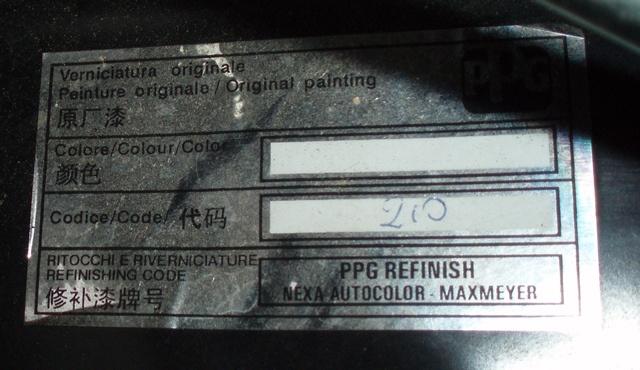 Verniciatura originale
Peinture originale / Original painting
PPG
原厂漆
Colore/Colour/Color
颜色
Codice/Code/ 代码
210
RITOCCHI E RIVERNICIATURE
REFINISHING CODE
修补漆牌号
PPG REFINISH
NEXA AUTOCOLOR - MAXMEYER